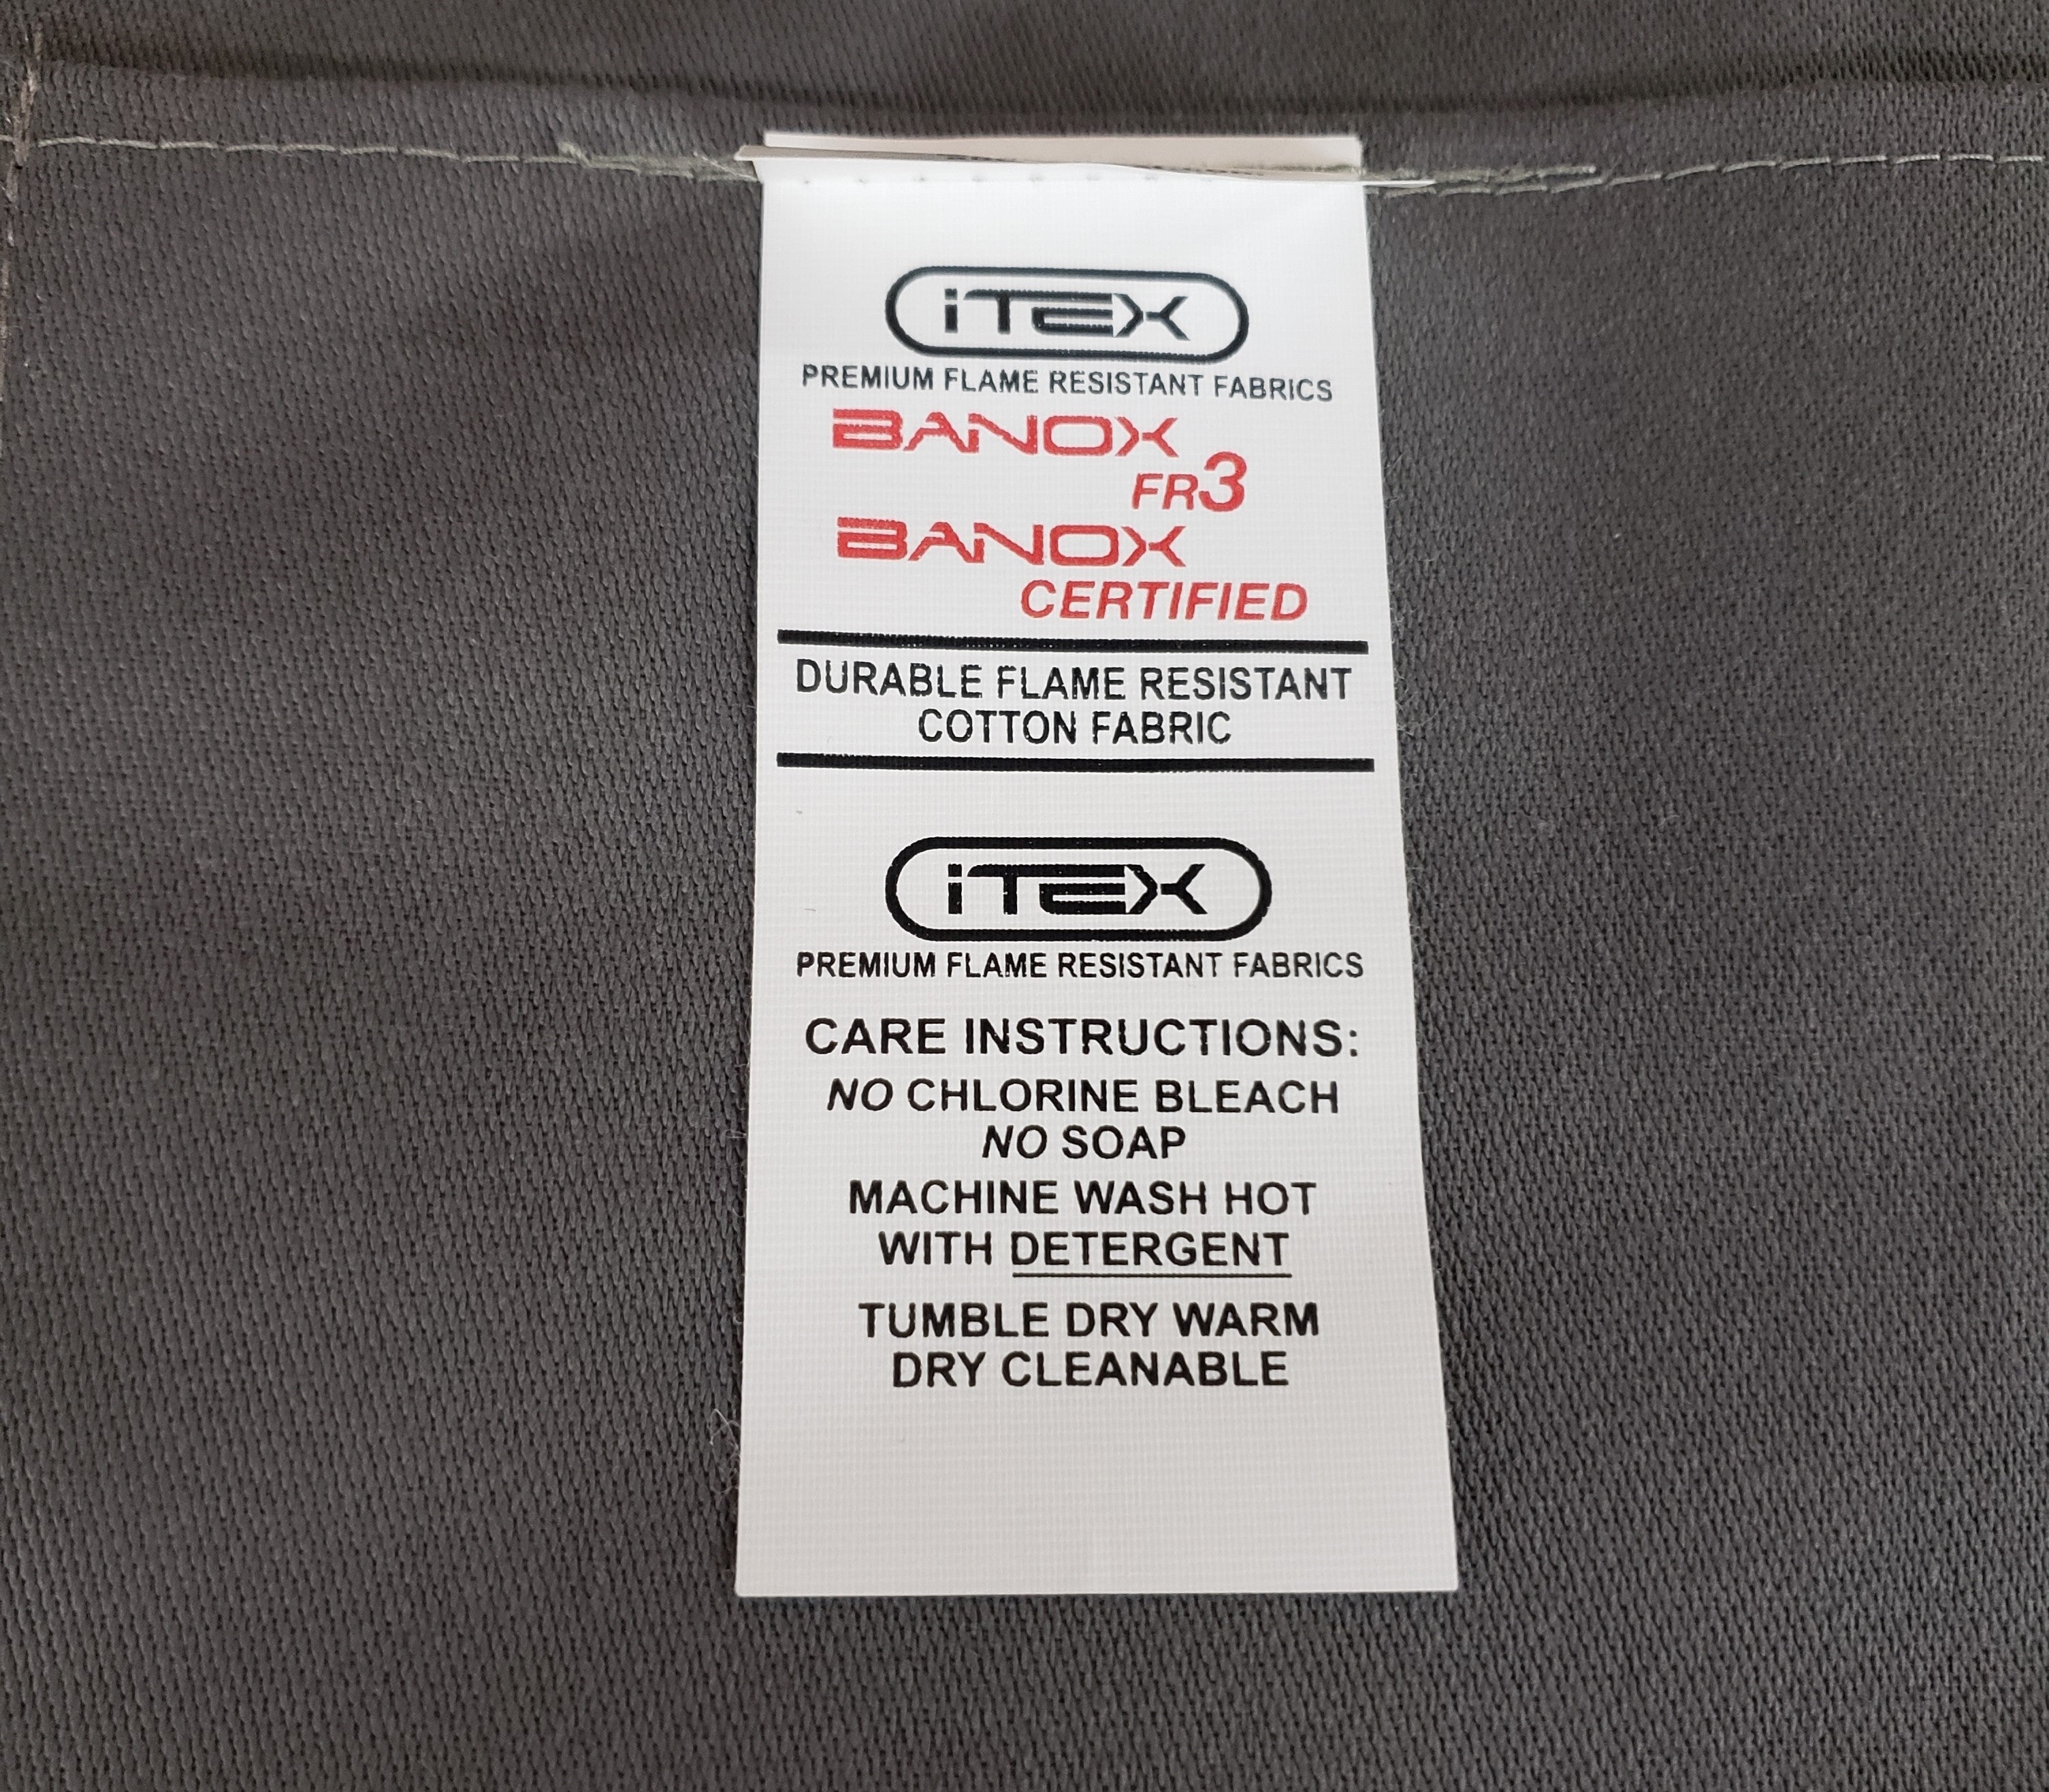 iTEX
PREMIUM FLAME RESISTANT FABRICS
BANOX
FR3
BANOX
CERTIFIED
DURABLE FLAME RESISTANT
COTTON FABRIC
iTEX
PREMIUM FLAME RESISTANT FABRICS
CARE INSTRUCTIONS:
NO CHLORINE BLEACH
NO SOAP
MACHINE WASH HOT
WITH DETERGENT
TUMBLE DRY WARM
DRY CLEANABLE